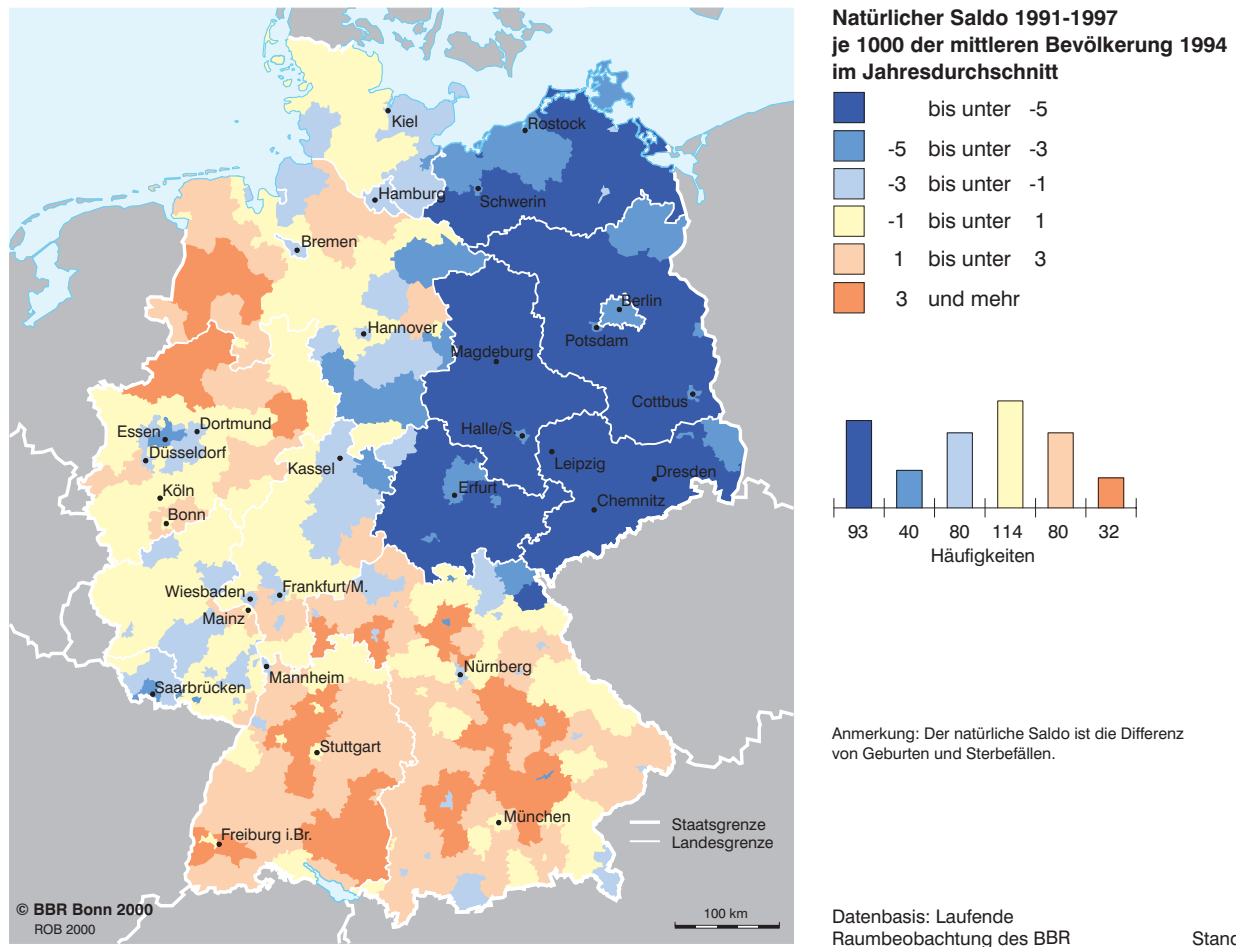 Natürlicher Saldo 1991-1997
je 1000 der mittleren Bevölkerung 1994
im Jahresdurchschnitt
bis unter -5
-5 bis unter -3
-3 bis unter -1
-1 bis unter 1
1 bis unter 3
3 und mehr
93 40 80 114 80 32
Häufigkeiten
Anmerkung: Der natürliche Saldo ist die Differenz
von Geburten und Sterbefällen.
Datenbasis: Laufende
Raumbeobachtung des BBR
Kiel
Rostock
Hamburg
Schwerin
Bremen
Berlin
Hannover
Potsdam
Magdeburg
Cottbus
Essen
Dortmund
Halle/S.
Düsseldorf
Leipzig
Kassel
Dresden
Köln
Erfurt
Chemnitz
Bonn
Wiesbaden
Frankfurt/M.
Mainz
Nürnberg
Mannheim
Saarbrücken
Stuttgart
München
Freiburg i.Br.
Staatsgrenze
Landesgrenze
© BBR Bonn 2000
ROB 2000
100 km